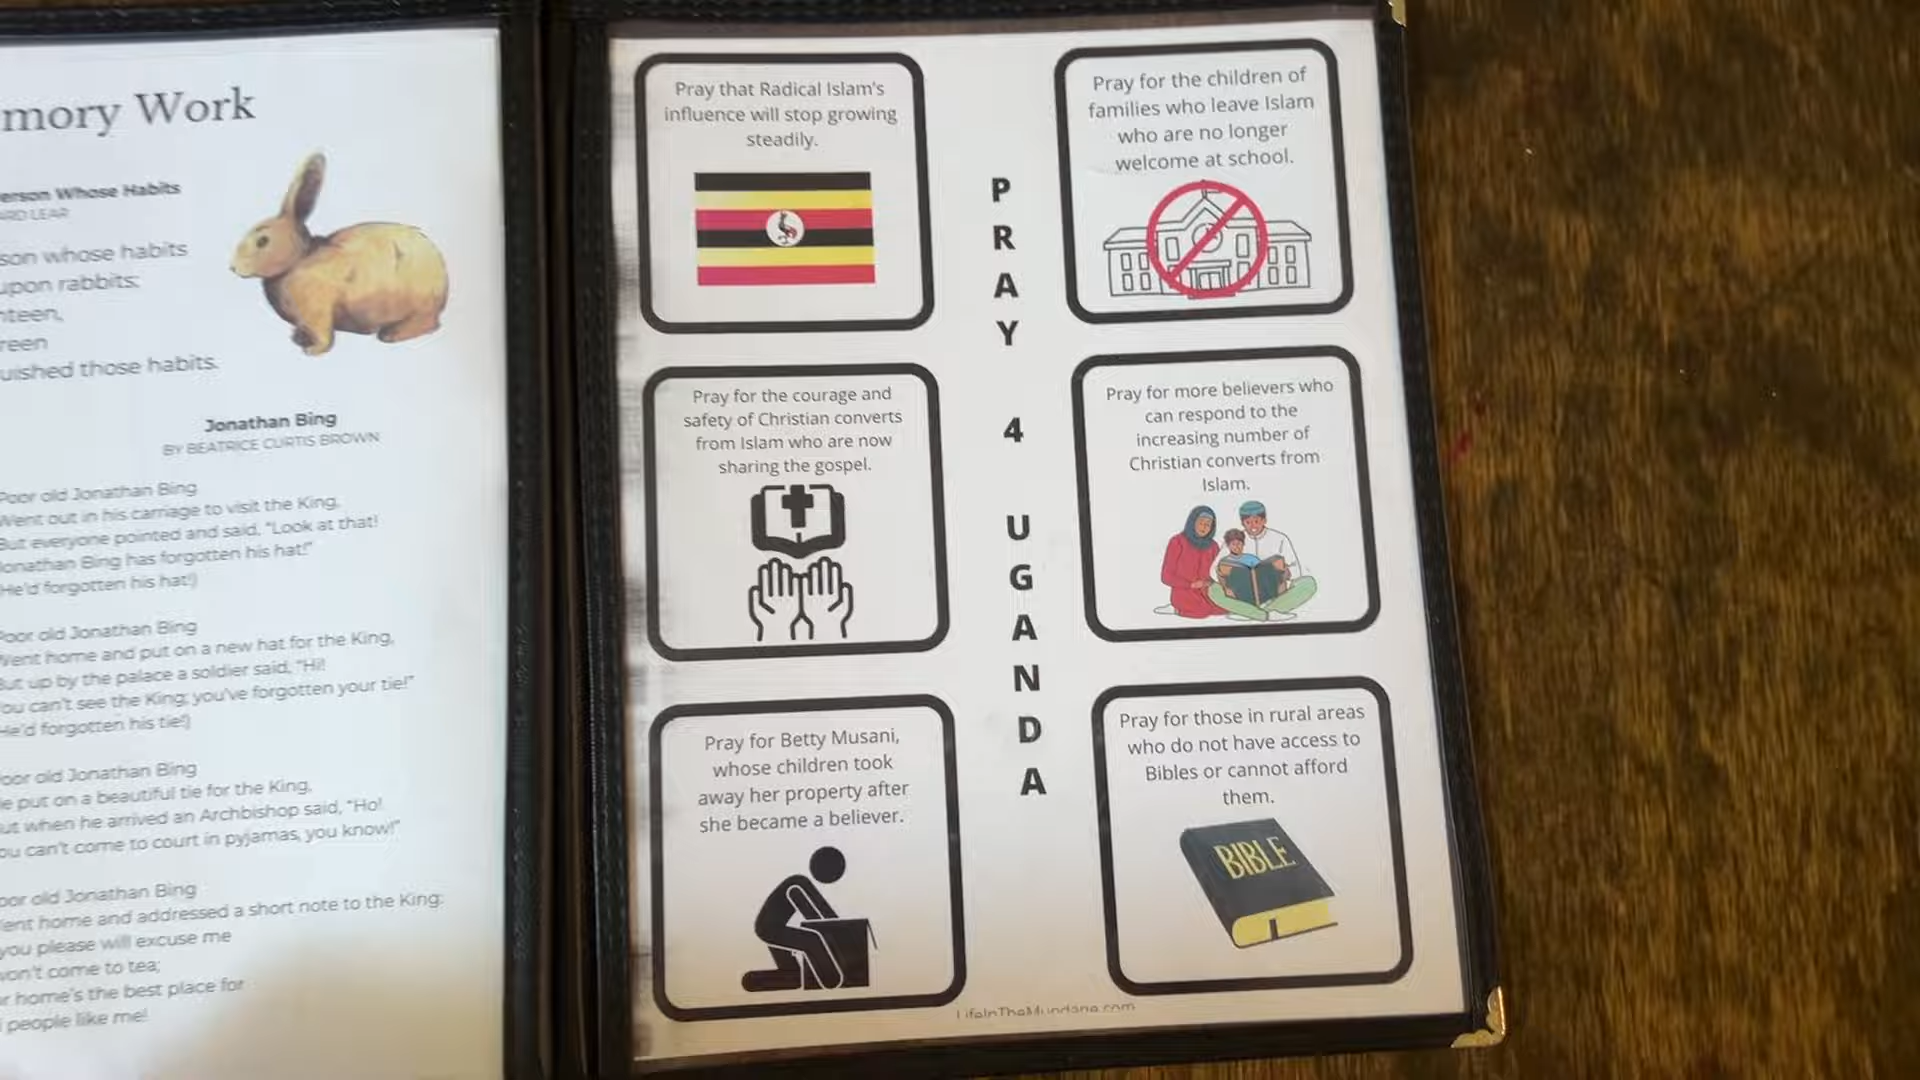 mory Work
erson Whose Habits
ARD LEAR
son whose habits
upon rabbits;
hteen,
reen
uished those habits.
Jonathan Bing
BY BEATRICE CURTIS BROWN
Poor old Jonathan Bing
Went out in his carriage to visit the King,
But everyone pointed and said, "Look at that!
Jonathan Bing has forgotten his hat!"
(He'd forgotten his hat!)
Poor old Jonathan Bing
Went home and put on a new hat for the King,
But up by the palace a soldier said, "Hi!
You can't see the King; you've forgotten your tie!"
(He'd forgotten his tie!)
Poor old Jonathan Bing
He put on a beautiful tie for the King,
But when he arrived an Archbishop said, "Ho!
You can't come to court in pyjamas, you know!"
Poor old Jonathan Bing
Went home and addressed a short note to the King:
you please will excuse me
won't come to tea;
r home's the best place for
people like me!
Pray that Radical Islam's
influence will stop growing
steadily.
Pray for the children of
families who leave Islam
who are no longer
welcome at school.
Pray for the courage and
safety of Christian converts
from Islam who are now
sharing the gospel.
Pray for more believers who
can respond to the
increasing number of
Christian converts from
Islam.
Pray for Betty Musani,
whose children took
away her property after
she became a believer.
Pray for those in rural areas
who do not have access to
Bibles or cannot afford
them.
BIBLE
P
R
A
Y
4
U
G
A
N
D
A
LifeInTheMundane.com